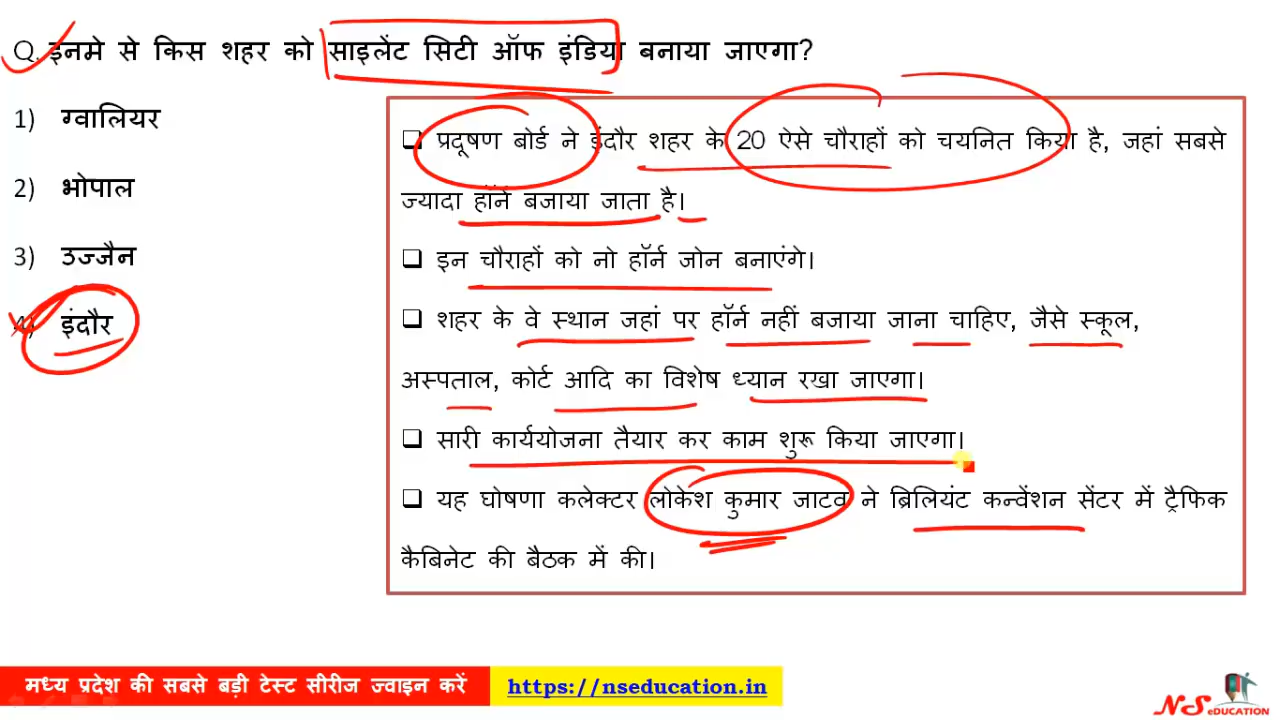 Q. इनमे से किस शहर को साइलेंट सिटी ऑफ इंडिया बनाया जाएगा?
1) ग्वालियर
2) भोपाल
3) उज्जैन
4) इंदौर
❑ प्रदूषण बोर्ड ने इंदौर शहर के 20 ऐसे चौराहों को चयनित किया है, जहां सबसे
ज्यादा हॉर्न बजाया जाता है।
❑ इन चौराहों को नो हॉर्न जोन बनाएंगे।
❑ शहर के वे स्थान जहां पर हॉर्न नहीं बजाया जाना चाहिए, जैसे स्कूल,
अस्पताल, कोर्ट आदि का विशेष ध्यान रखा जाएगा।
❑ सारी कार्ययोजना तैयार कर काम शुरू किया जाएगा।
❑ यह घोषणा कलेक्टर लोकेश कुमार जाटव ने ब्रिलियंट कन्वेंशन सेंटर में ट्रैफिक
कैबिनेट की बैठक में की।
मध्य प्रदेश की सबसे बड़ी टेस्ट सीरीज ज्वाइन करें
https://nseducation.in
NS EDUCATION